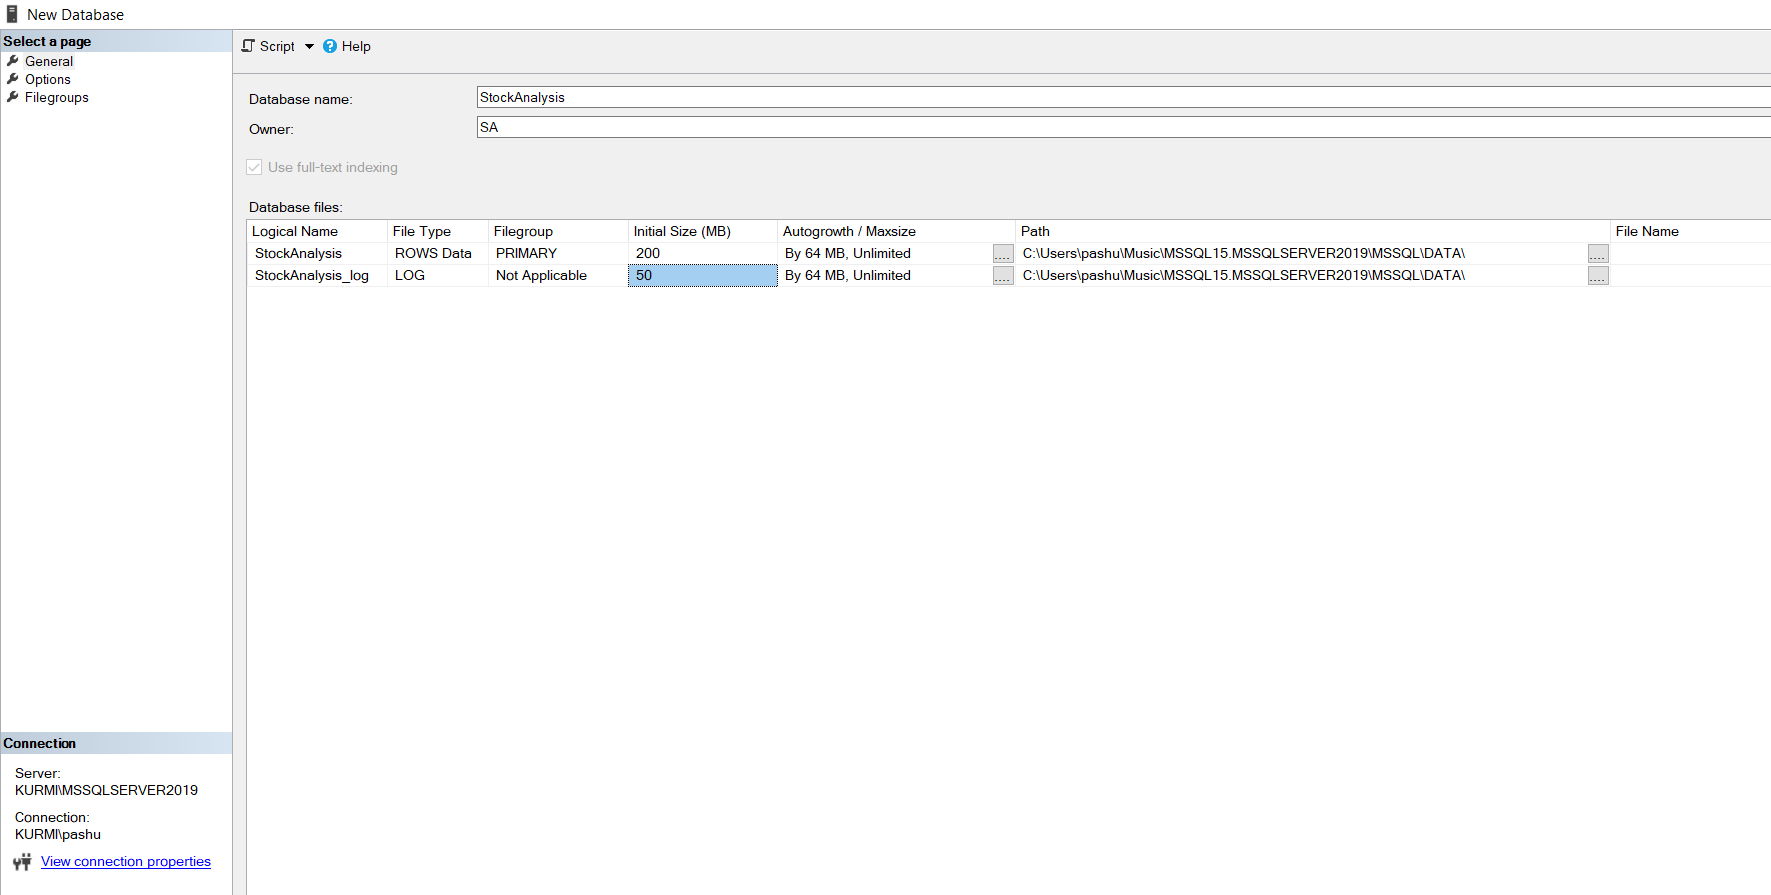 New Database
Select a page
General
Options
Filegroups
Script Help
Database name: StockAnalysis
Owner: SA
Use full-text indexing
Database files:
Logical Name File Type Filegroup Initial Size (MB) Autogrowth / Maxsize Path File Name
StockAnalysis ROWS Data PRIMARY 200 By 64 MB, Unlimited .... C:\Users\pashu\Music\MSSQL15.MSSQLSERVER2019\MSSQL\DATA\ ....
StockAnalysis_log LOG Not Applicable 50 By 64 MB, Unlimited .... C:\Users\pashu\Music\MSSQL15.MSSQLSERVER2019\MSSQL\DATA\ ....
Connection
Server:
KURMI\MSSQLSERVER2019
Connection:
KURMI\pashu
View connection properties